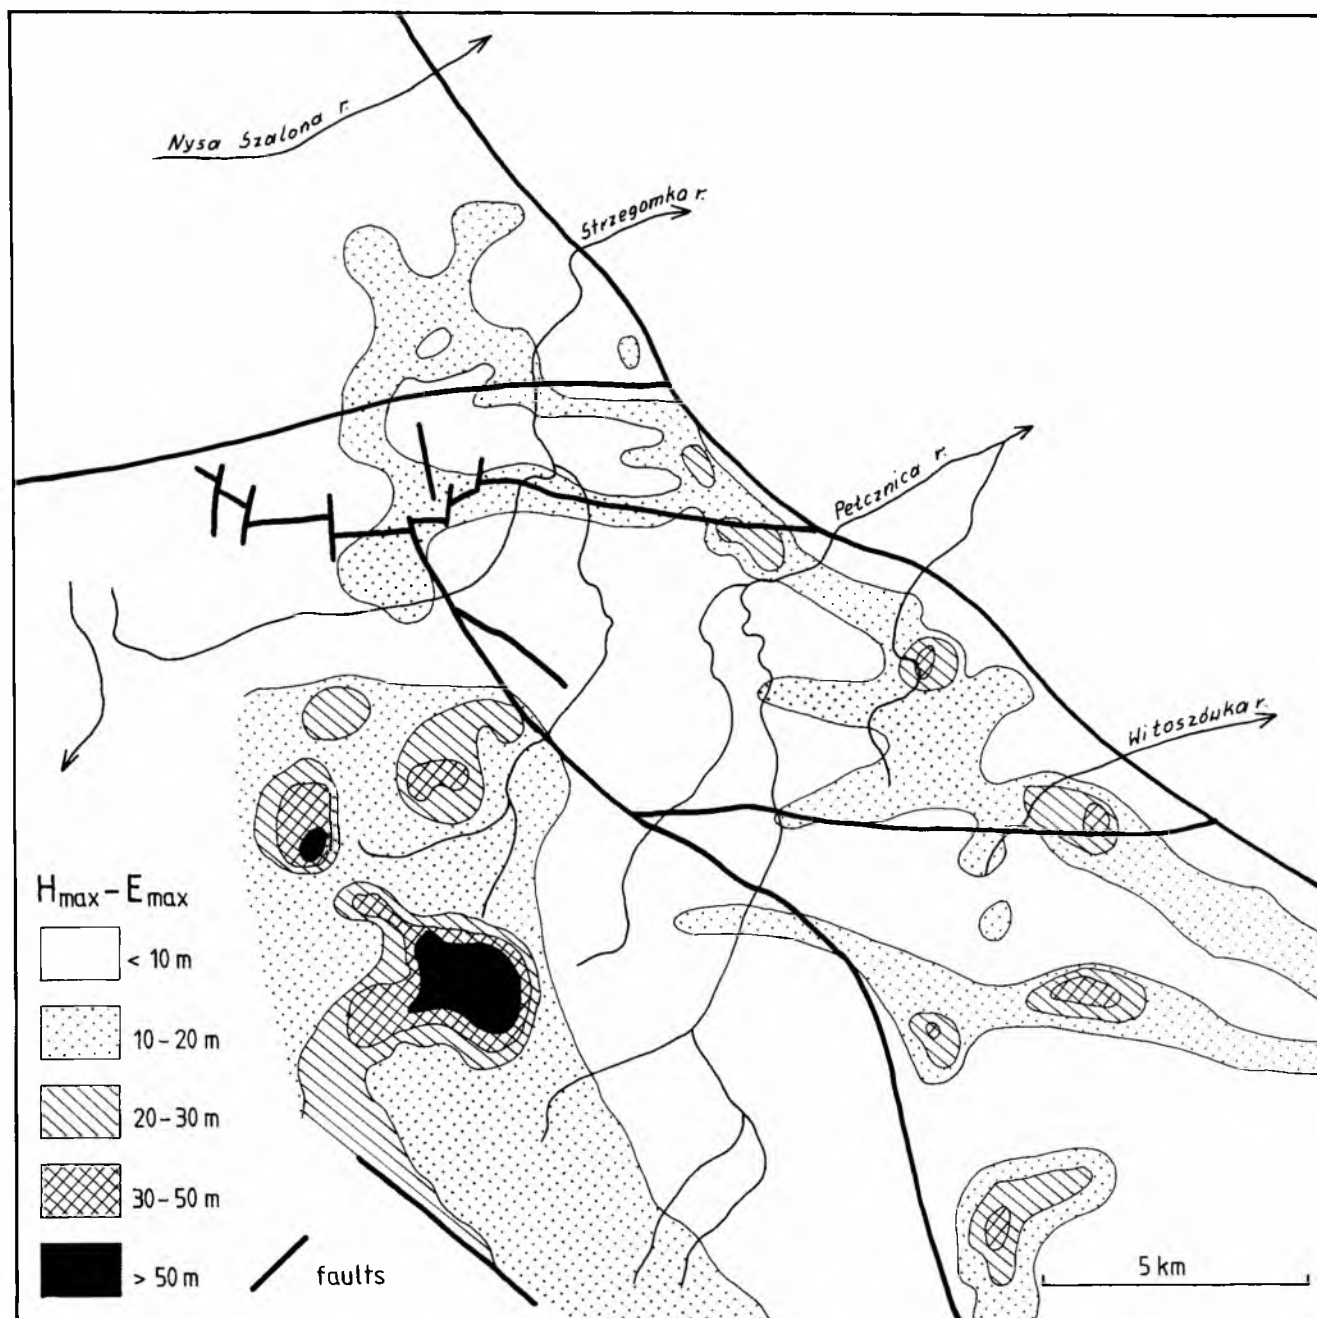 Nysa Szalona r.
Strzegomka r.
Pełcznica r.
Witoszówka r.
Hmax – Emax
< 10 m
10 – 20 m
20 – 30 m
30 – 50 m
> 50 m
faults
5 km